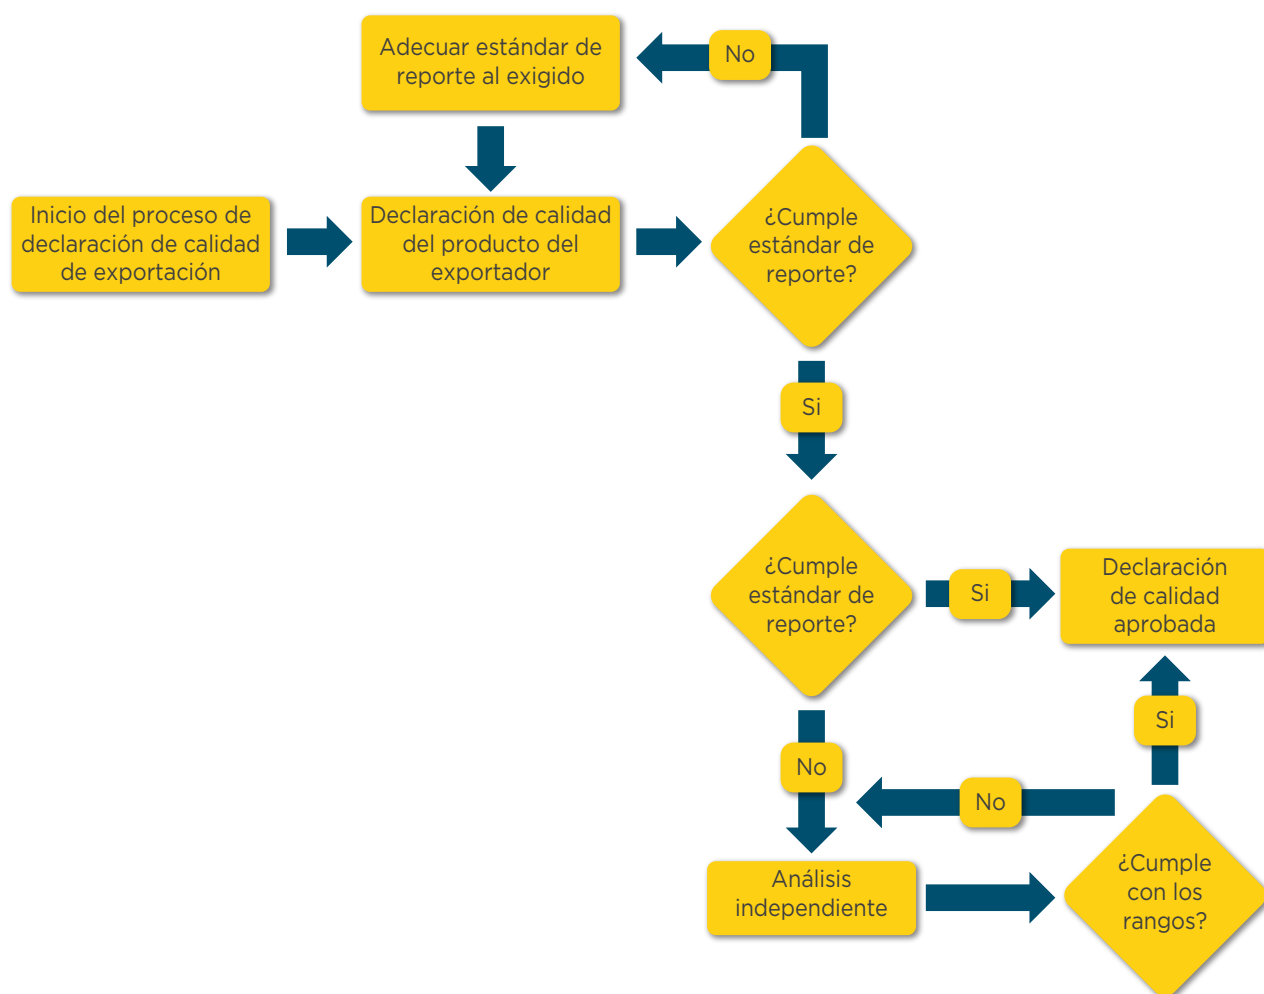 Adecuar estándar de
reporte al exigido
No
Inicio del proceso de
declaración de calidad
de exportación
Declaración de calidad
del producto del
exportador
¿Cumple
estándar de
reporte?
Si
¿Cumple
estándar de
reporte?
Si
Declaración
de calidad
aprobada
Si
No
No
Análisis
independiente
¿Cumple
con los
rangos?